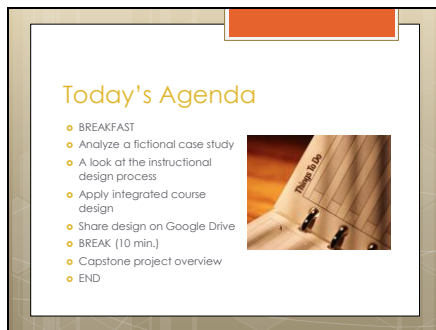 Today's Agenda
BREAKFAST
Analyze a fictional case study
A look at the instructional
design process
Apply integrated course
design
Share design on Google Drive
BREAK (10 min.)
Capstone project overview
END
Things To Do